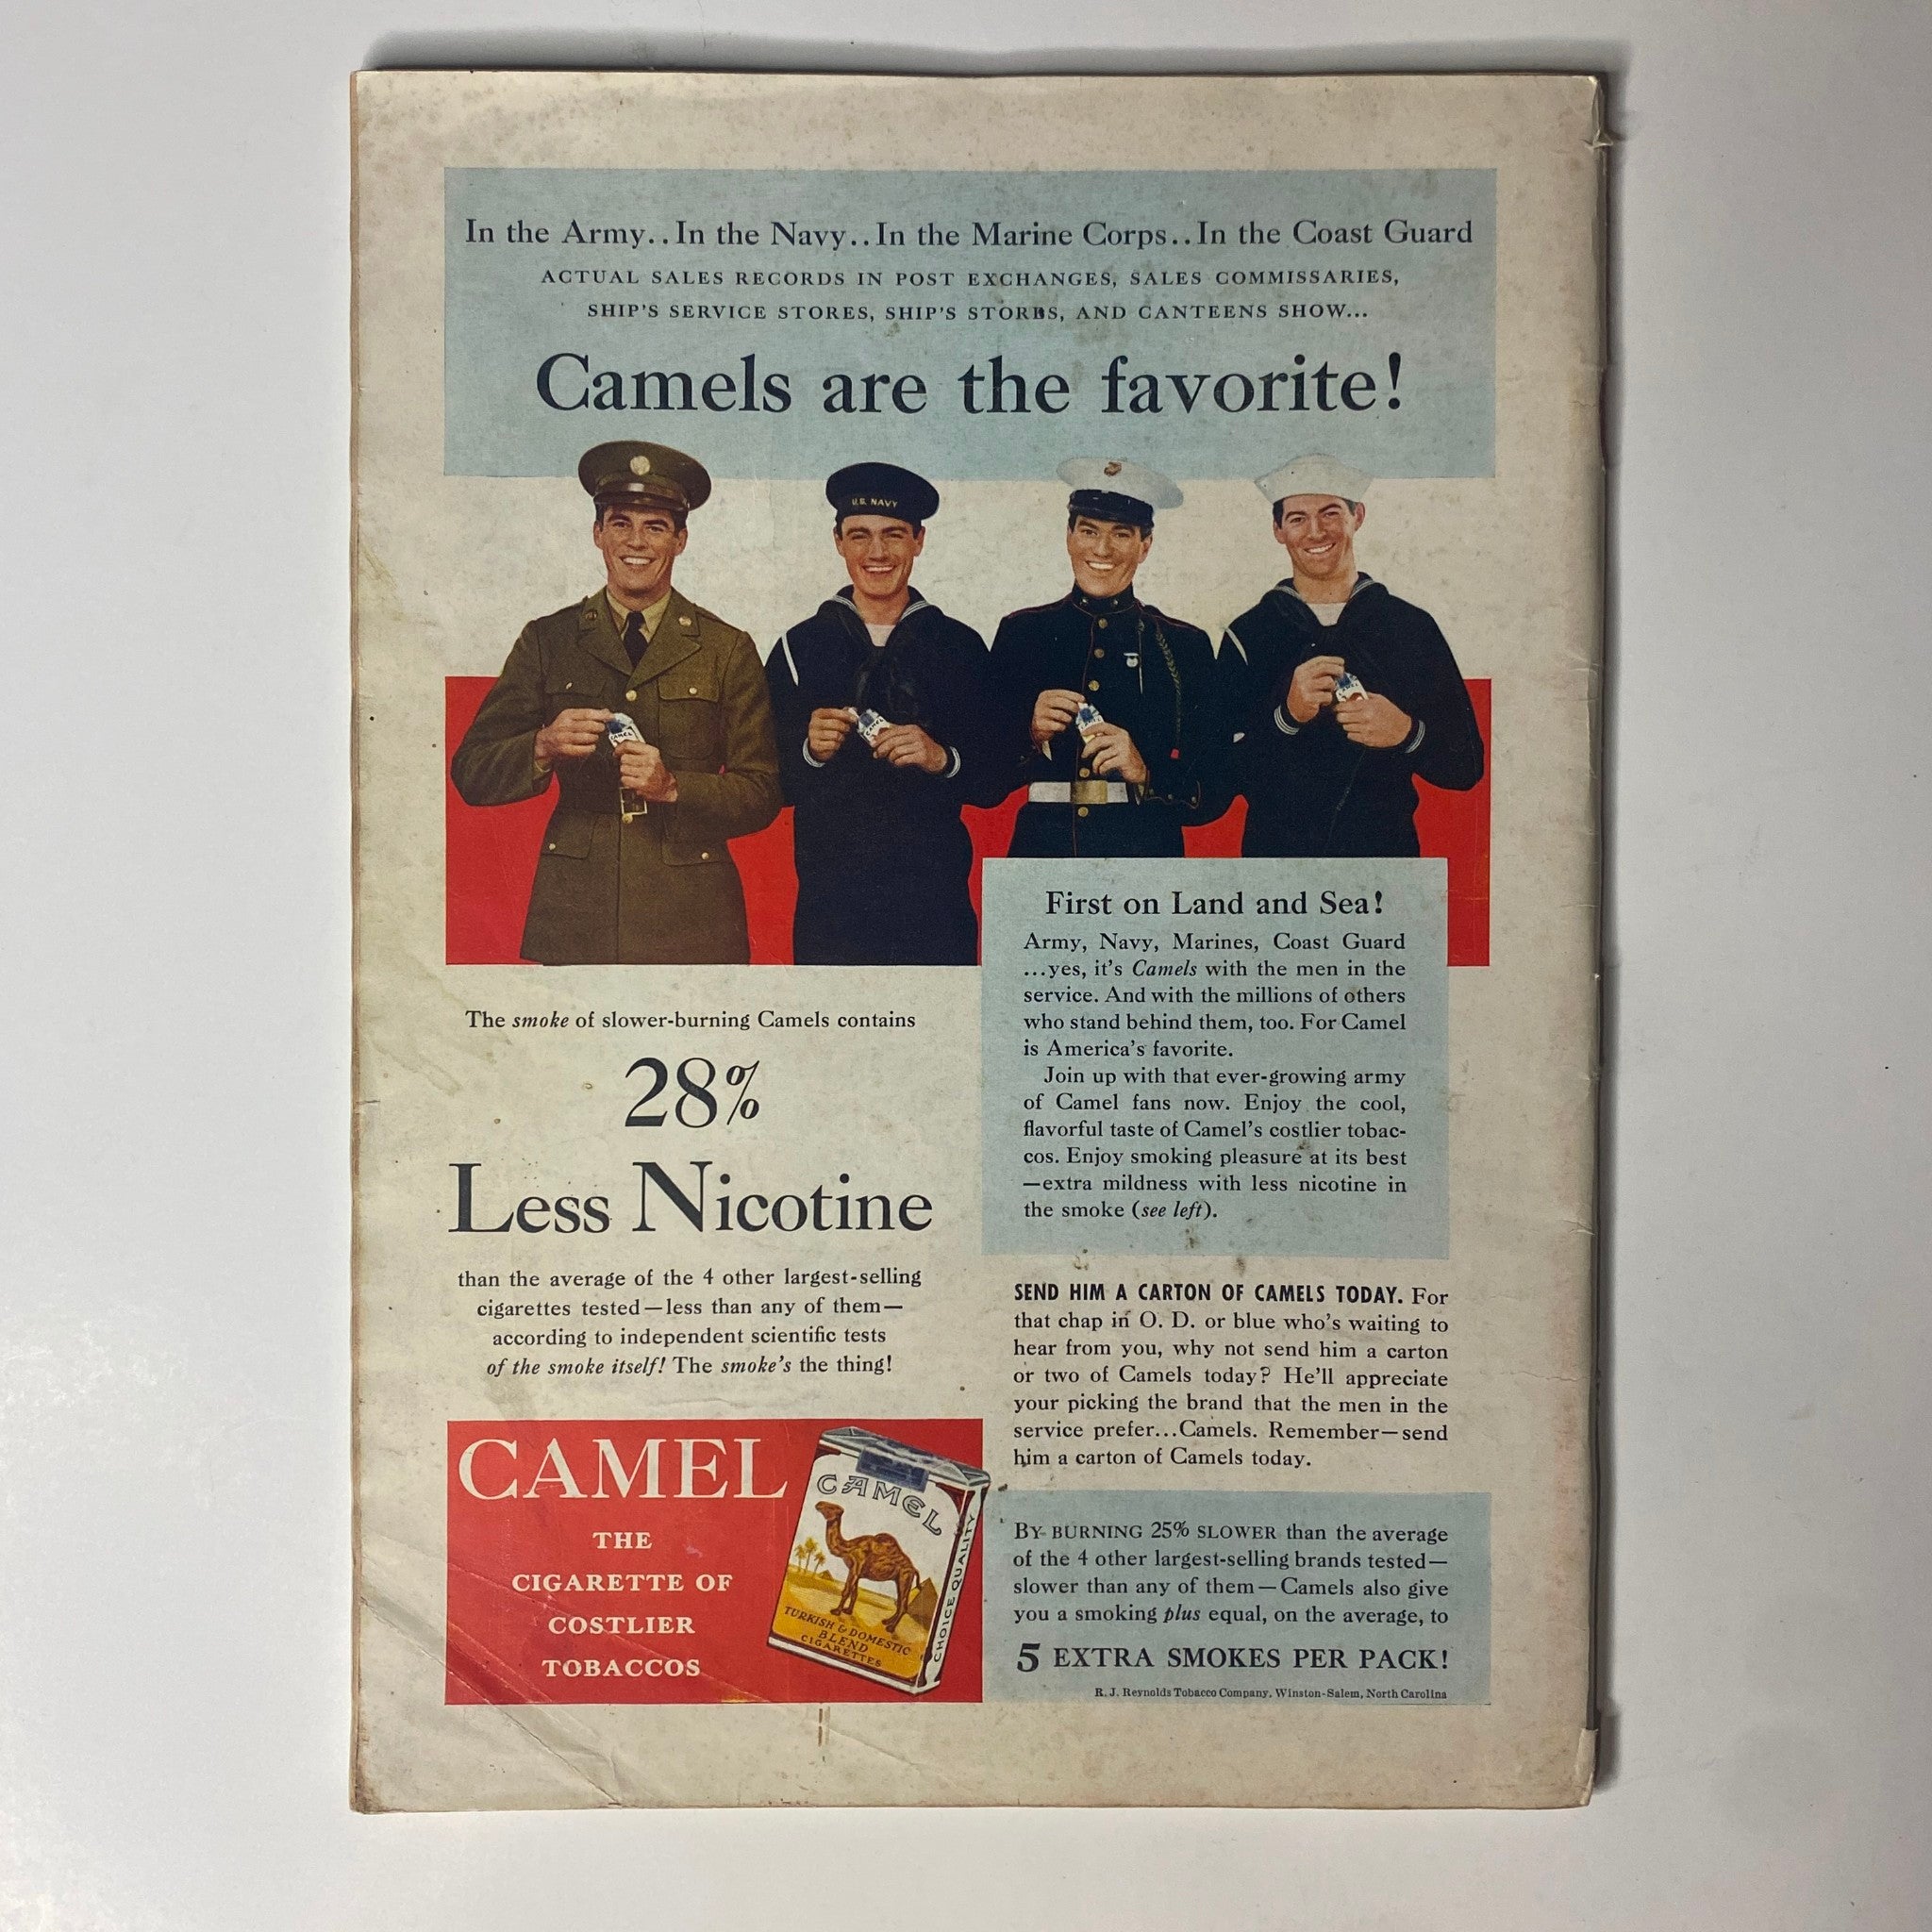 In the Army..In the Navy..In the Marine Corps..In the Coast Guard
ACTUAL SALES RECORDS IN POST EXCHANGES, SALES COMMISSARIES,
SHIP'S SERVICE STORES, SHIP'S STORES, AND CANTEENS SHOW...
Camels are the favorite!
U.S. NAVY
CAMEL
CAMEL
CAMEL
CAMEL
First on Land and Sea!
Army, Navy, Marines, Coast Guard
...yes, it's Camels with the men in the
service. And with the millions of others
who stand behind them, too. For Camel
is America's favorite.
Join up with that ever-growing army
of Camel fans now. Enjoy the cool,
flavorful taste of Camel's costlier tobac-
cos. Enjoy smoking pleasure at its best
—extra mildness with less nicotine in
the smoke (see left).
The smoke of slower-burning Camels contains
28%
Less Nicotine
than the average of the 4 other largest-selling
cigarettes tested—less than any of them—
according to independent scientific tests
of the smoke itself! The smoke's the thing!
SEND HIM A CARTON OF CAMELS TODAY. For
that chap in O. D. or blue who's waiting to
hear from you, why not send him a carton
or two of Camels today? He'll appreciate
your picking the brand that the men in the
service prefer...Camels. Remember—send
him a carton of Camels today.
CAMEL
THE
CIGARETTE OF
COSTLIER
TOBACCOS
CAMEL
TURKISH & DOMESTIC
BLEND
CIGARETTES
CHOICE QUALITY
BY BURNING 25% SLOWER than the average
of the 4 other largest-selling brands tested—
slower than any of them—Camels also give
you a smoking plus equal, on the average, to
5 EXTRA SMOKES PER PACK!
R. J. Reynolds Tobacco Company, Winston-Salem, North Carolina